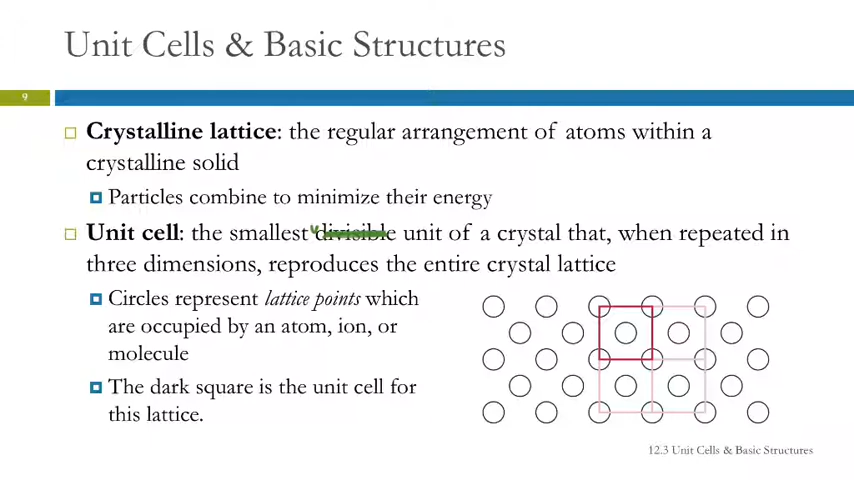 Unit Cells & Basic Structures
9
Crystalline lattice: the regular arrangement of atoms within a
crystalline solid
Particles combine to minimize their energy
Unit cell: the smallest divisible unit of a crystal that, when repeated in
three dimensions, reproduces the entire crystal lattice
Circles represent lattice points which
are occupied by an atom, ion, or
molecule
The dark square is the unit cell for
this lattice.
12.3 Unit Cells & Basic Structures